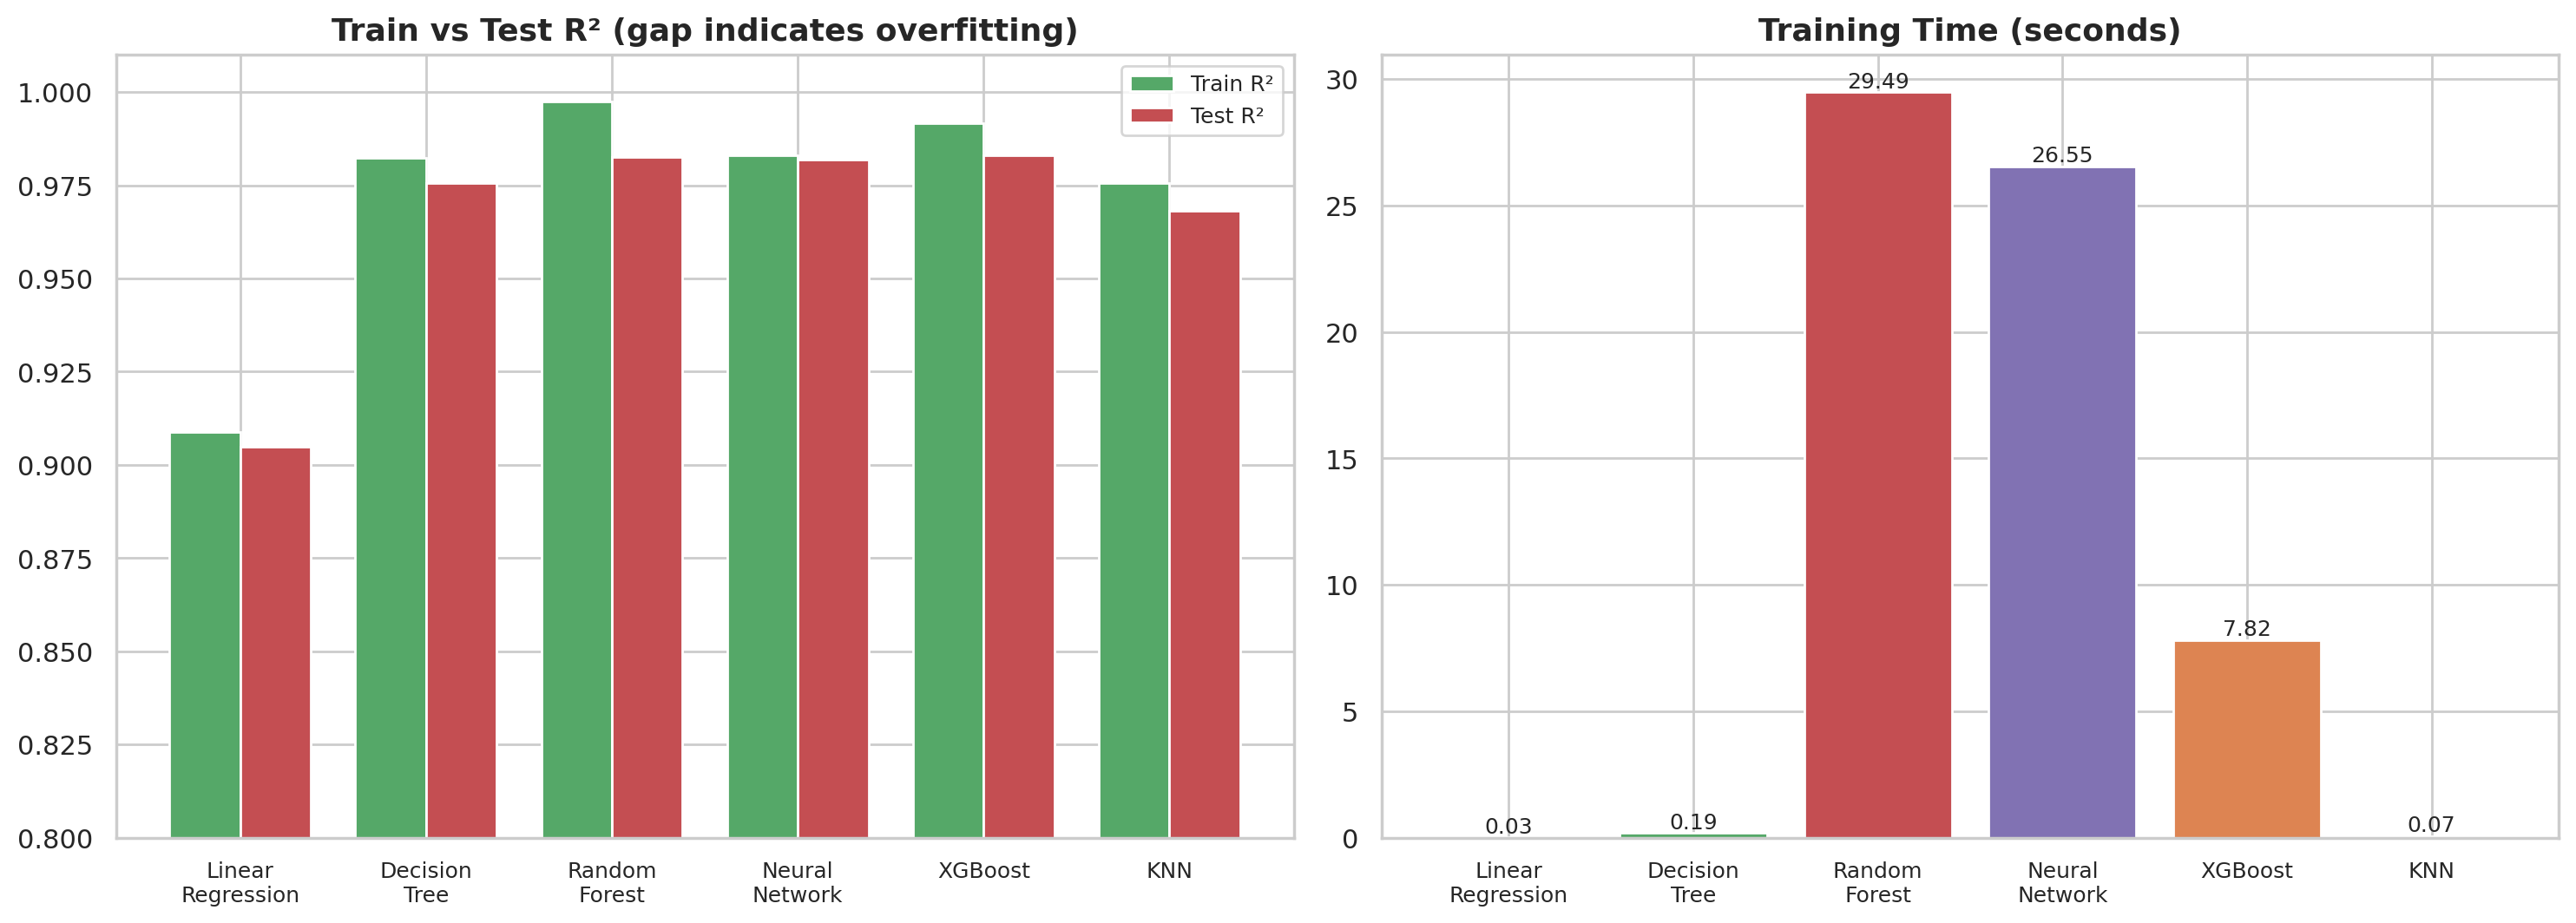 Train vs Test R² (gap indicates overfitting)
Train R²
Test R²
1.000
0.975
0.950
0.925
0.900
0.875
0.850
0.825
0.800
Linear
Regression
Decision
Tree
Random
Forest
Neural
Network
XGBoost
KNN
Training Time (seconds)
30
25
20
15
10
5
0
0.03
0.19
29.49
26.55
7.82
0.07
Linear
Regression
Decision
Tree
Random
Forest
Neural
Network
XGBoost
KNN